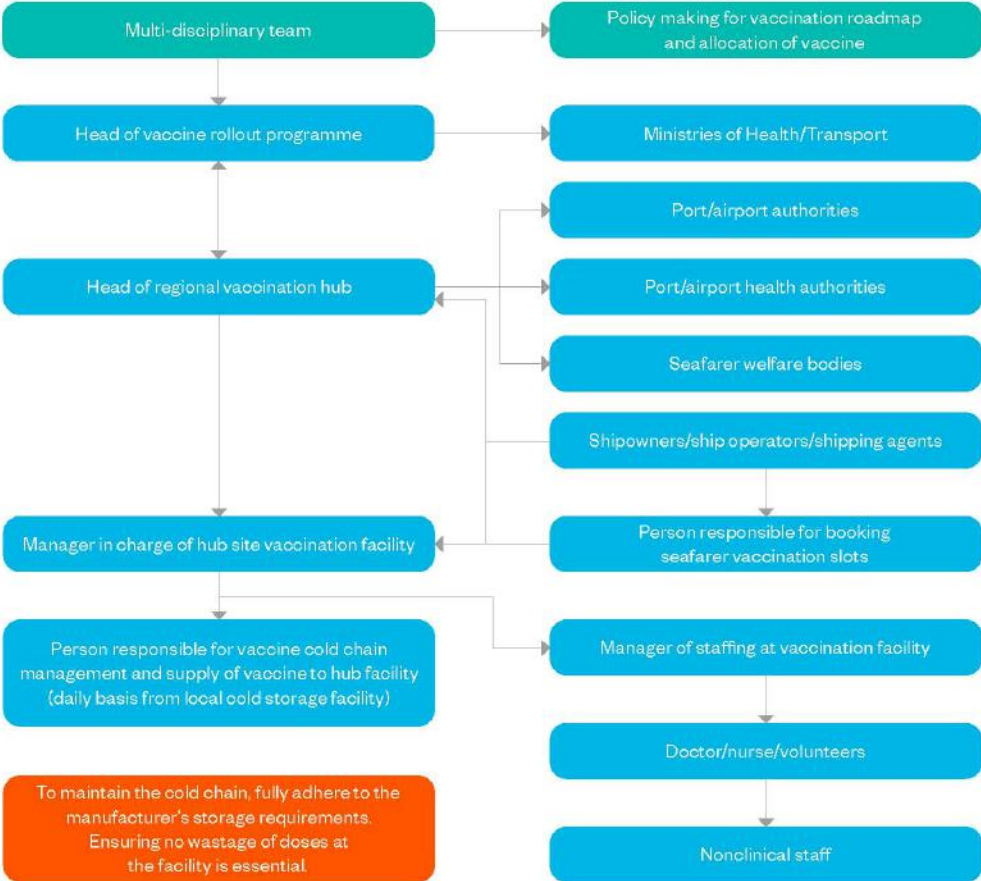 Multi-disciplinary team
Policy making for vaccination roadmap
and allocation of vaccine
Head of vaccine rollout programme
Ministries of Health/Transport
Port/airport authorities
Head of regional vaccination hub
Port/airport health authorities
Seafarer welfare bodies
Shipowners/ship operators/shipping agents
Manager in charge of hub site vaccination facility
Person responsible for booking
seafarer vaccination slots
Person responsible for vaccine cold chain
management and supply of vaccine to hub facility
(daily basis from local cold storage facility)
Manager of staffing at vaccination facility
Doctor/nurse/volunteers
To maintain the cold chain, fully adhere to the
manufacturer's storage requirements.
Ensuring no wastage of doses at
the facility is essential.
Nonclinical staff